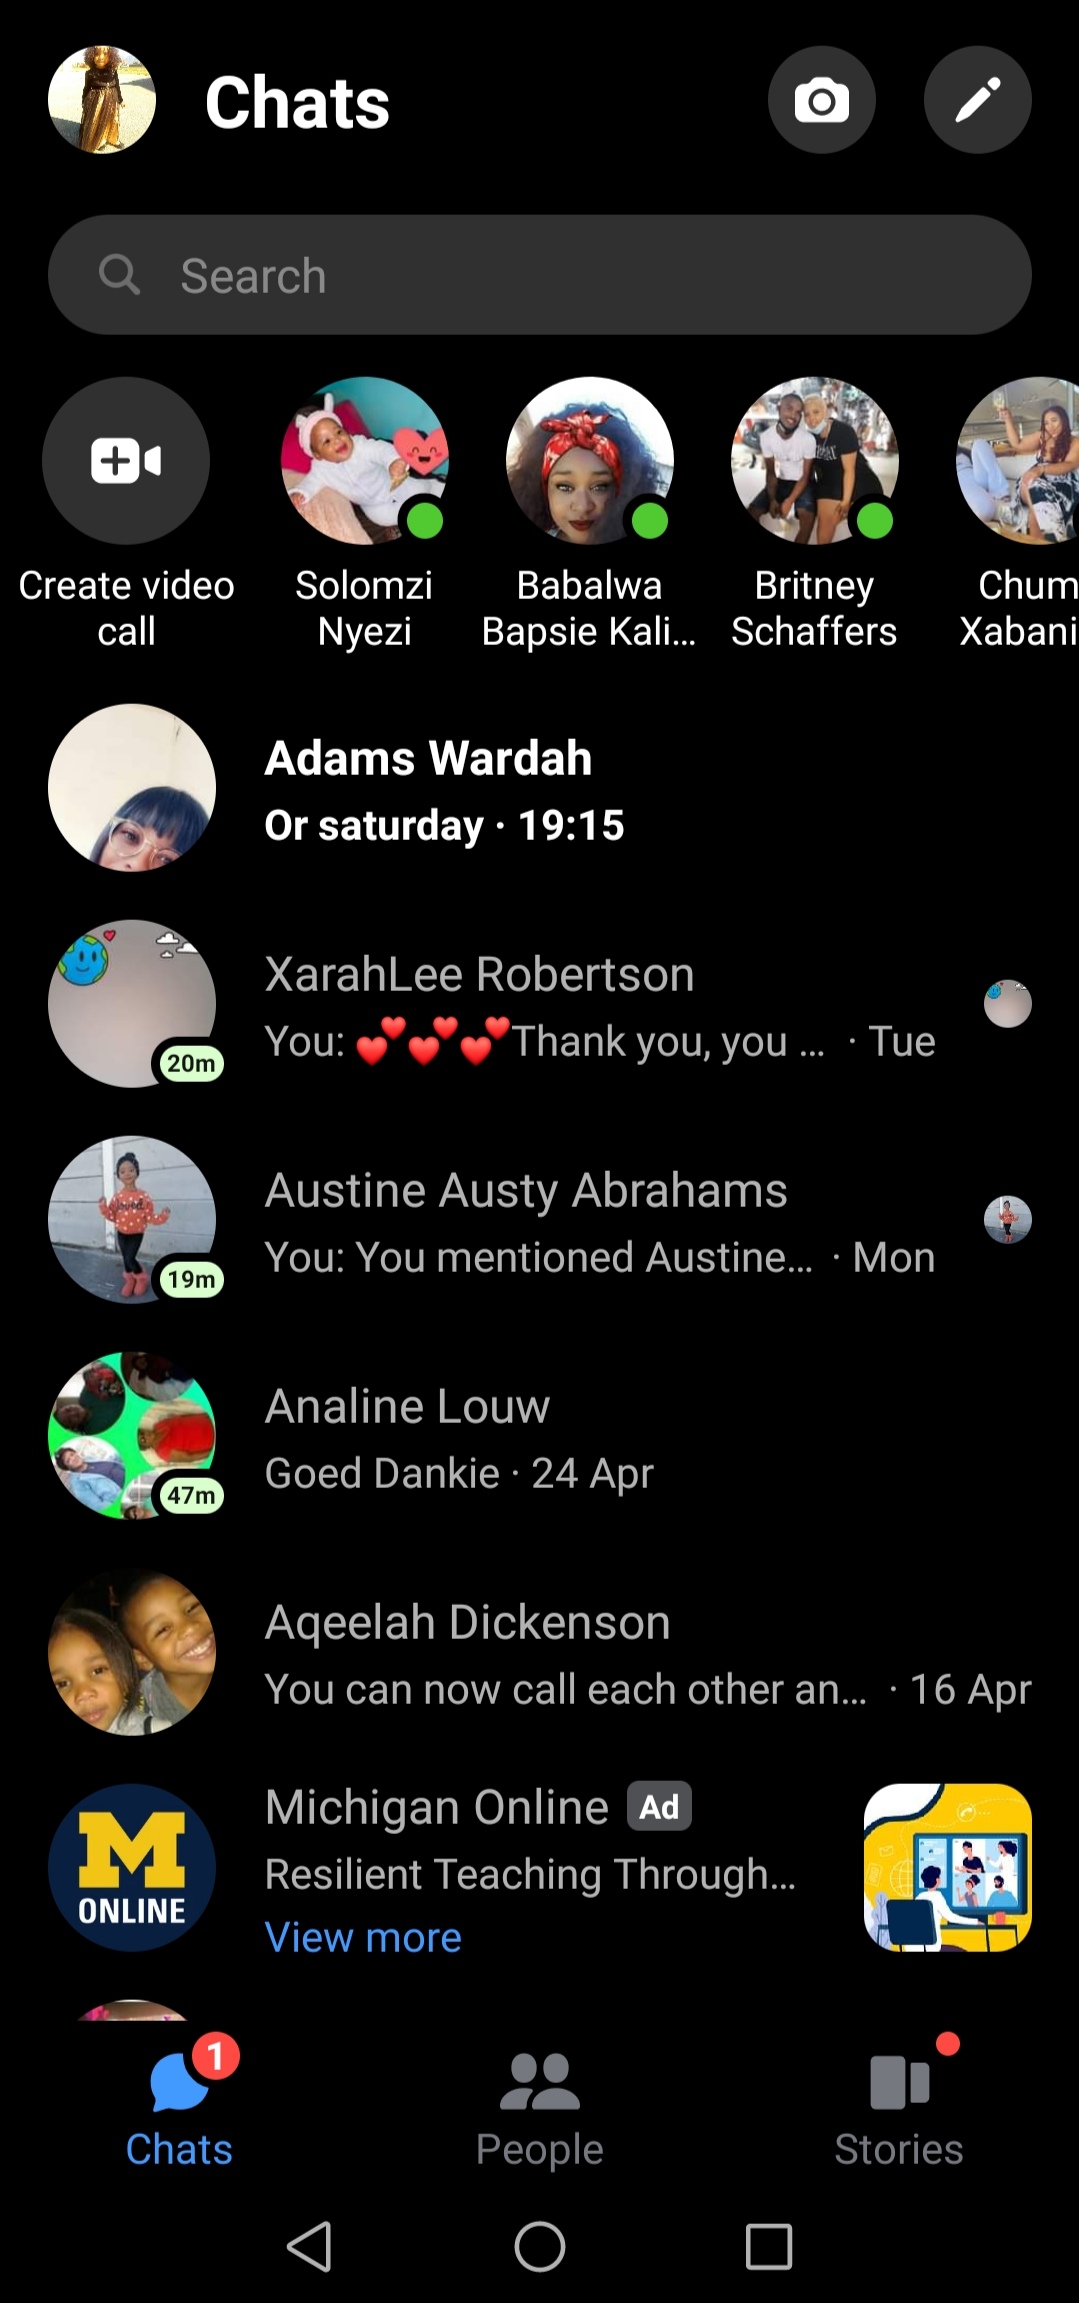 Chats
Search
Create video
call
Solomzi
Nyezi
Babalwa
Bapsie Kali...
Britney
Schaffers
Chum
Xabani
Adams Wardah
Or saturday · 19:15
XarahLee Robertson
You: 💕💕💕Thank you, you ... · Tue
20m
Austine Austy Abrahams
You: You mentioned Austine... · Mon
19m
Analine Louw
Goed Dankie · 24 Apr
47m
Aqeelah Dickenson
You can now call each other an... · 16 Apr
Michigan Online Ad
Resilient Teaching Through...
View more
M
ONLINE
1
Chats
People
Stories